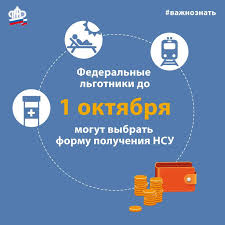 #важнознать
Федеральные
льготники до
1 октября
могут выбрать
форму получения НСУ